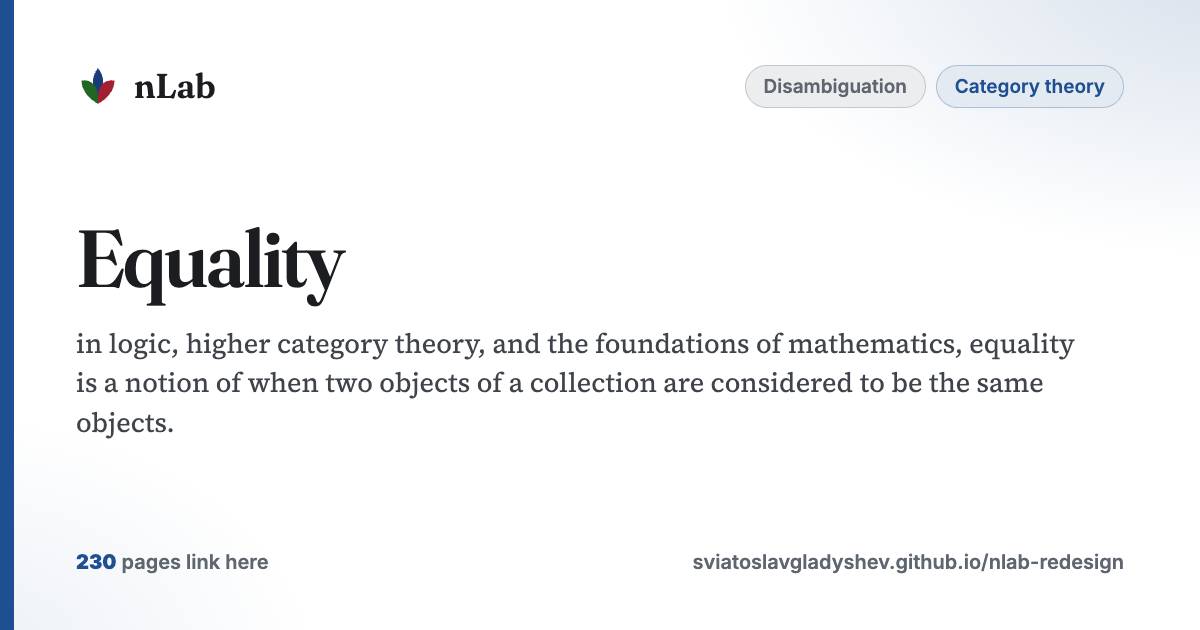 nLab
Disambiguation
Category theory
Equality
in logic, higher category theory, and the foundations of mathematics, equality
is a notion of when two objects of a collection are considered to be the same
objects.
230 pages link here
sviatoslavgladyshev.github.io/nlab-redesign